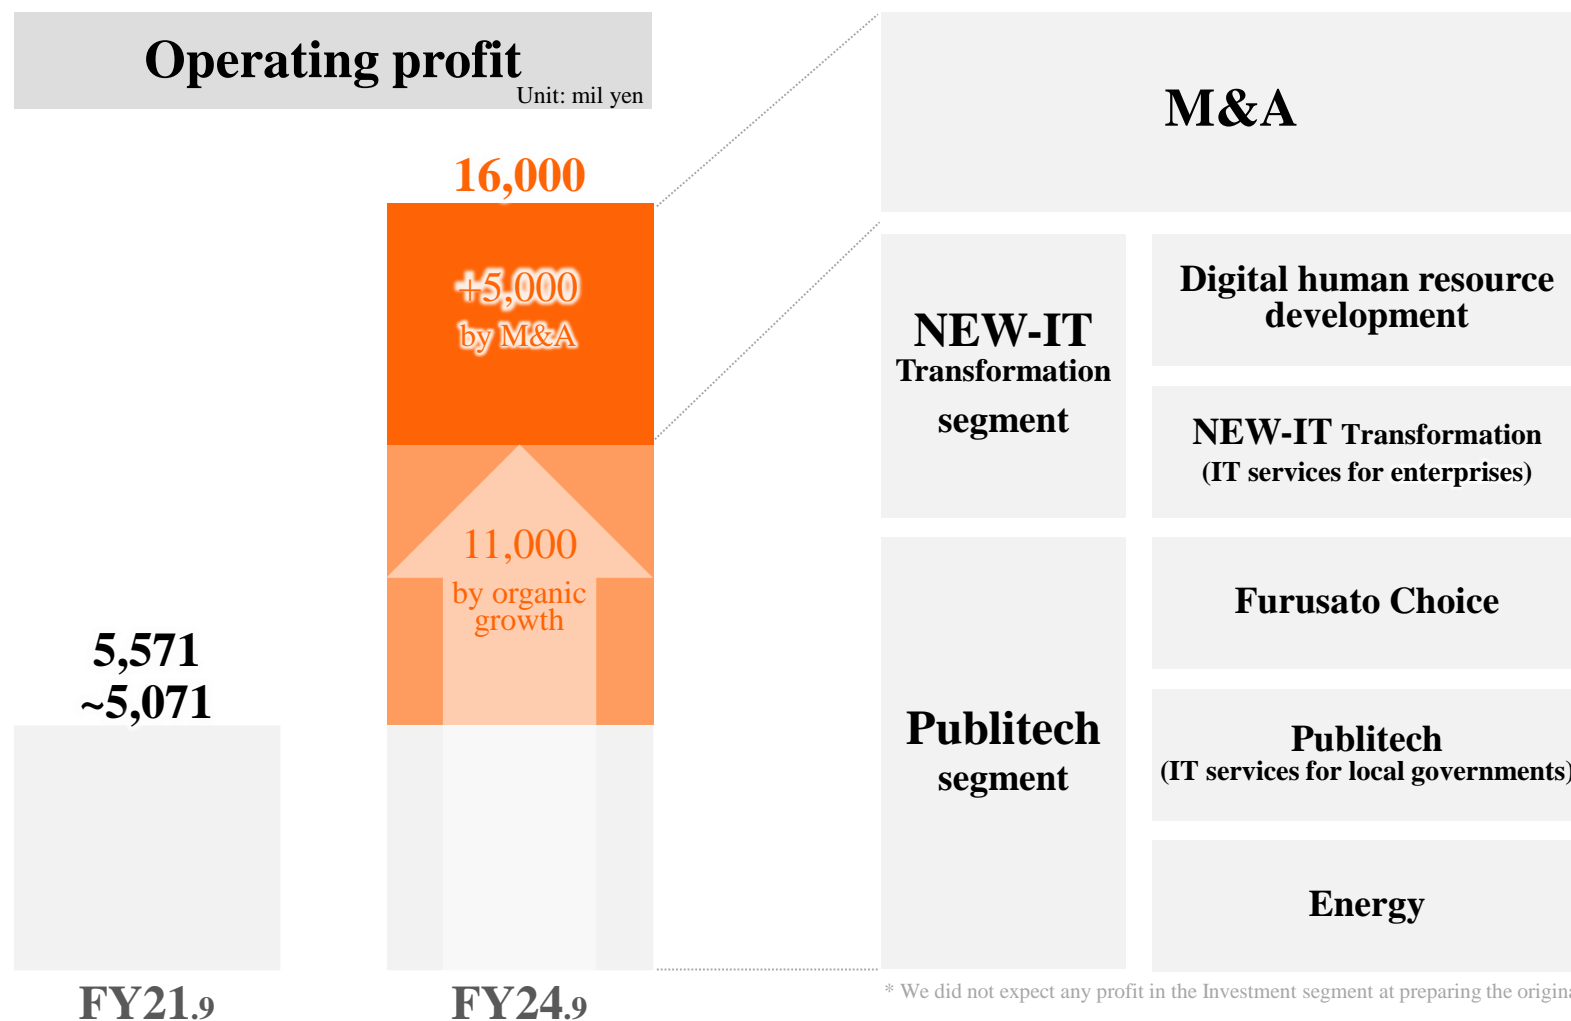 Operating profit
Unit: mil yen
16,000
+5,000
by M&A
11,000
by organic
growth
5,571
~5,071
FY21.9
FY24.9
M&A
NEW-IT
Transformation
segment
Digital human resource
development
NEW-IT Transformation
(IT services for enterprises)
Publitech
segment
Furusato Choice
Publitech
(IT services for local governments)
Energy
* We did not expect any profit in the Investment segment at preparing the origina